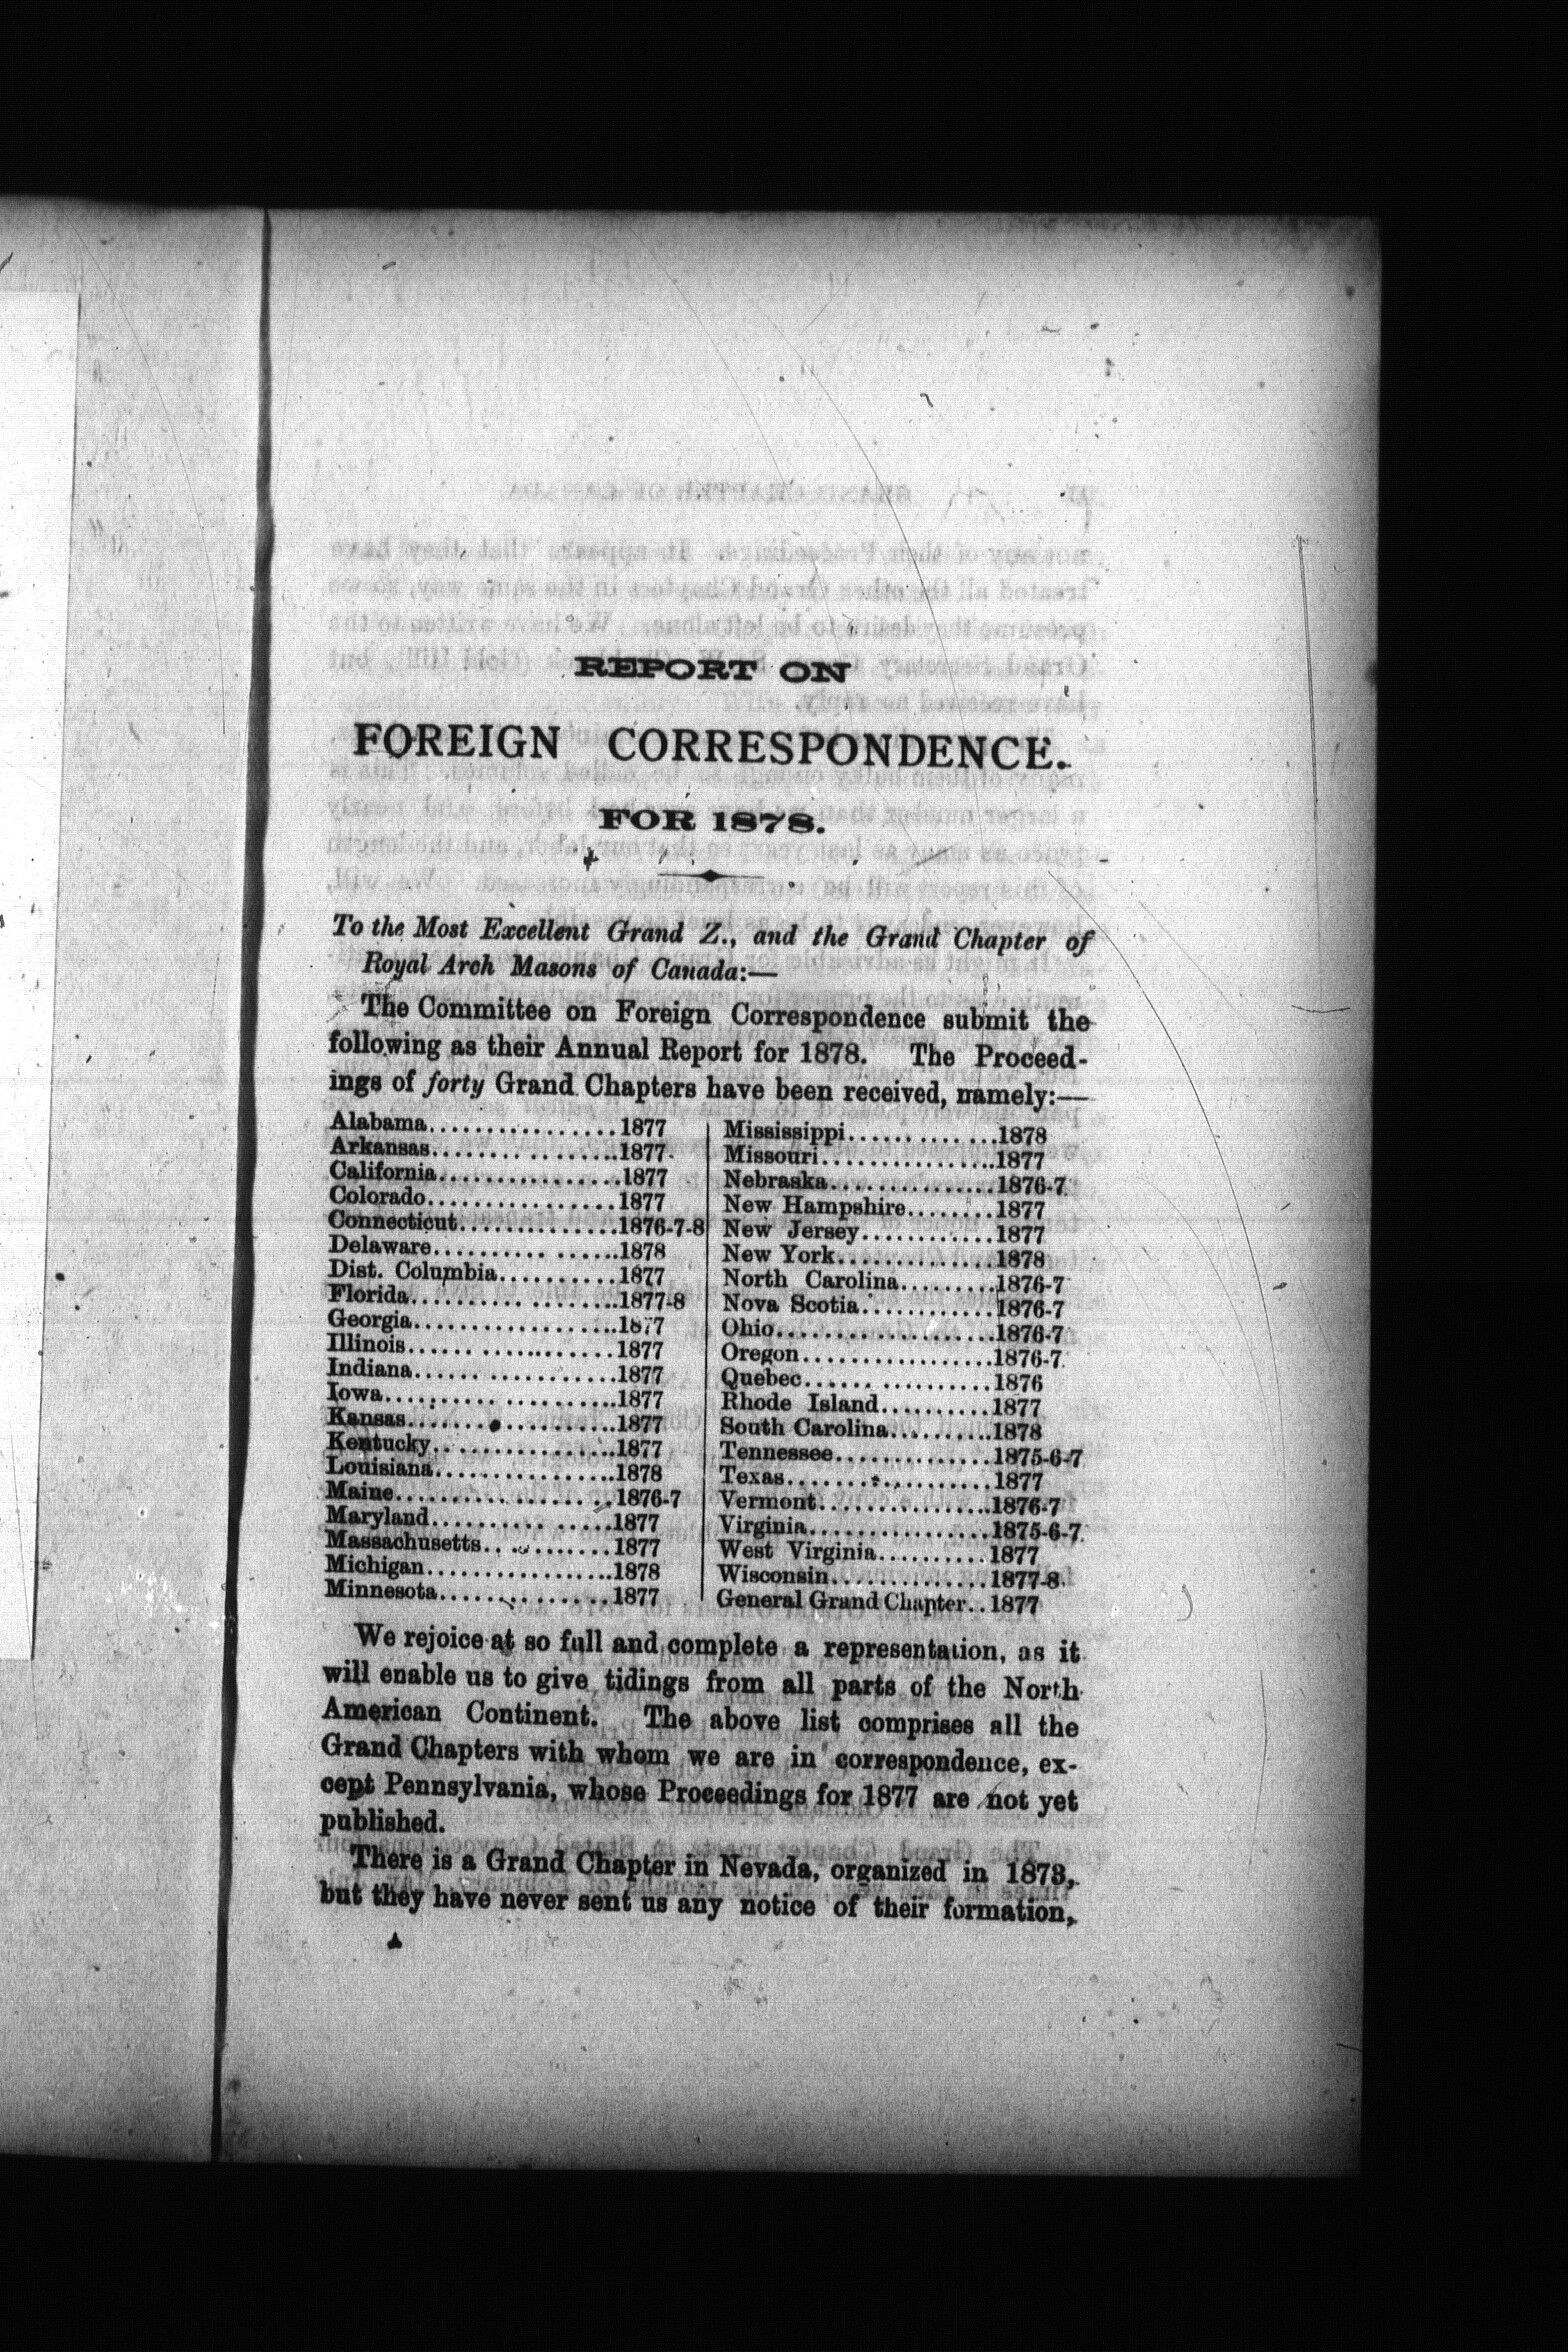 REPORT ON
FOREIGN CORRESPONDENCE.
FOR 1878.
To the Most Excellent Grand Z., and the Grand Chapter of
Royal Arch Masons of Canada:—
The Committee on Foreign Correspondence submit the
following as their Annual Report for 1878. The Proceed-
ings of forty Grand Chapters have been received, namely:—
Alabama................1877
Arkansas................1877
California................1877
Colorado................1877
Connecticut..............1876-7-8
Delaware................1878
Dist. Columbia..........1877
Florida..................1877-8
Georgia..................1877
Illinois..................1877
Indiana..................1877
Iowa....................1877
Kansas..................1877
Kentucky................1877
Louisiana................1878
Maine..................1876-7
Maryland................1877
Massachusetts............1877
Michigan................1878
Minnesota..............1877
Mississippi..............1878
Missouri................1877
Nebraska................1876-7
New Hampshire........1877
New Jersey............1877
New York..............1878
North Carolina.........1876-7
Nova Scotia............1876-7
Ohio....................1876-7
Oregon................1876-7
Quebec................1876
Rhode Island..........1877
South Carolina..........1878
Tennessee..............1875-6-7
Texas..................1877
Vermont................1876-7
Virginia................1875-6-7
West Virginia..........1877
Wisconsin..............1877-8
General Grand Chapter..1877
We rejoice at so full and complete a representation, as it
will enable us to give tidings from all parts of the North
American Continent. The above list comprises all the
Grand Chapters with whom we are in correspondence, ex-
cept Pennsylvania, whose Proceedings for 1877 are not yet
published.
There is a Grand Chapter in Nevada, organized in 1873,
but they have never sent us any notice of their formation,